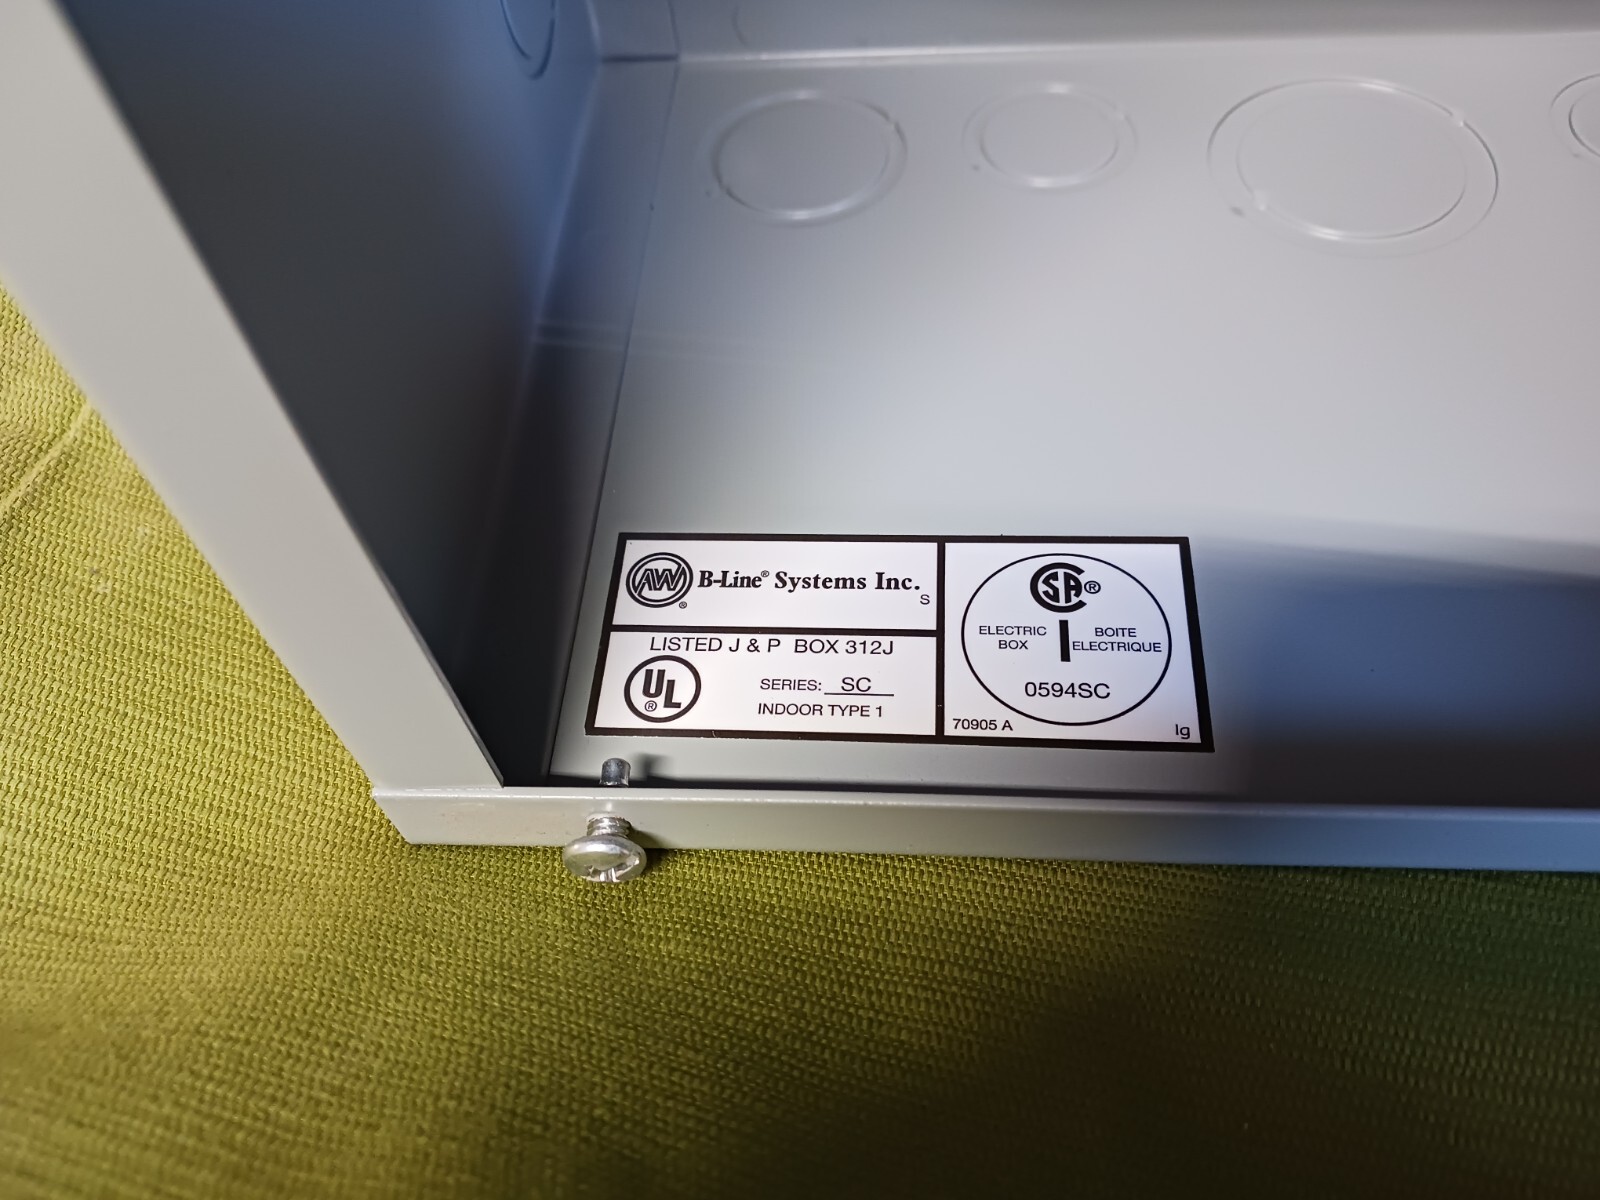 AW® B-Line® Systems Inc.
S
LISTED J & P BOX 312J
UL®
SERIES: SC
INDOOR TYPE 1
CSA®
ELECTRIC BOX
BOITE ELECTRIQUE
0594SC
70905 A
lg